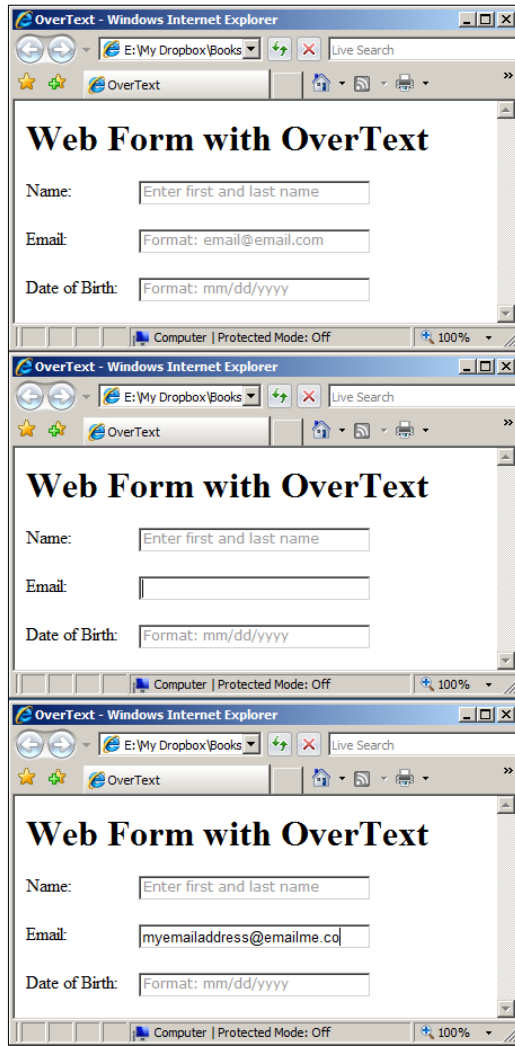 OverText - Windows Internet Explorer
E:\My Dropbox\Books Live Search
OverText »
Web Form with OverText
Name: Enter first and last name
Email: Format: email@email.com
Date of Birth: Format: mm/dd/yyyy
Computer | Protected Mode: Off 100%
OverText - Windows Internet Explorer
E:\My Dropbox\Books Live Search
OverText »
Web Form with OverText
Name: Enter first and last name
Email:
Date of Birth: Format: mm/dd/yyyy
Computer | Protected Mode: Off 100%
OverText - Windows Internet Explorer
E:\My Dropbox\Books Live Search
OverText »
Web Form with OverText
Name: Enter first and last name
Email: myemailaddress@emailme.co
Date of Birth: Format: mm/dd/yyyy
Computer | Protected Mode: Off 100%